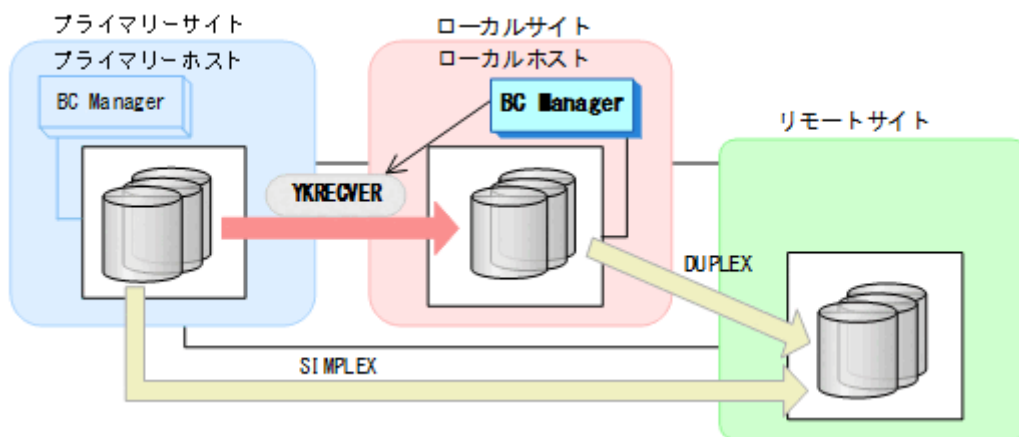 プライマリーサイト
プライマリーホスト
BC Manager
ローカルサイト
ローカルホスト
BC Manager
リモートサイト
YKRECVER
DUPLEX
SIMPLEX